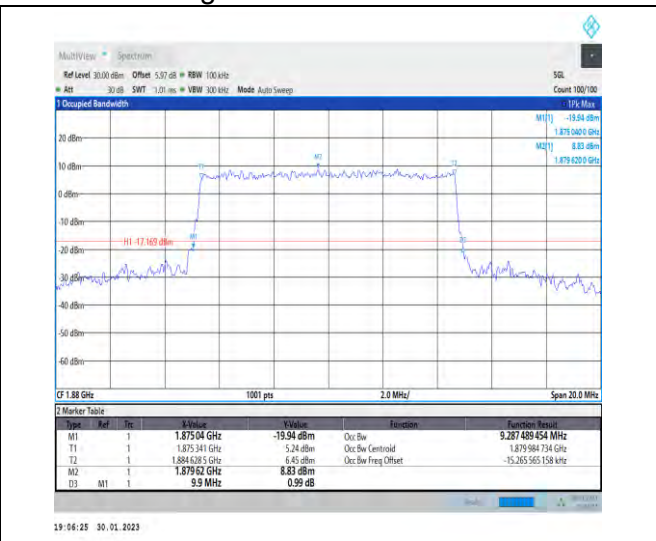 MultiView Spectrum
Ref Level 30.00 dBm Offset 5.97 dB RBW 100 kHz SGL
Att 30 dB SWT 1.01 ms VBW 300 kHz Mode Auto Sweep Count 100/100
1 Occupied Bandwidth 1Pk Max
M1[1] -19.94 dBm
1.875 040 0 GHz
M2[1] 8.83 dBm
1.879 620 0 GHz
20 dBm
M2
T1 T2
10 dBm
0 dBm
-10 dBm
H1 -17.169 dBm M1
-20 dBm
-30 dBm
-40 dBm
-50 dBm
-60 dBm
CF 1.88 GHz 1001 pts 2.0 MHz/ Span 20.0 MHz
2 Marker Table
Type Ref Trc X-Value Y-Value Function Function Result
M1 1 1.875 04 GHz -19.94 dBm Occ Bw 9.287 489 454 MHz
T1 1 1.875 341 GHz 5.24 dBm Occ Bw Centroid 1.879 984 734 GHz
T2 1 1.884 628 5 GHz 6.45 dBm Occ Bw Freq Offset -15.265 565 158 kHz
M2 1 1.879 62 GHz 8.83 dBm
D3 M1 1 9.9 MHz 0.99 dB
19:06:25 30.01.2023